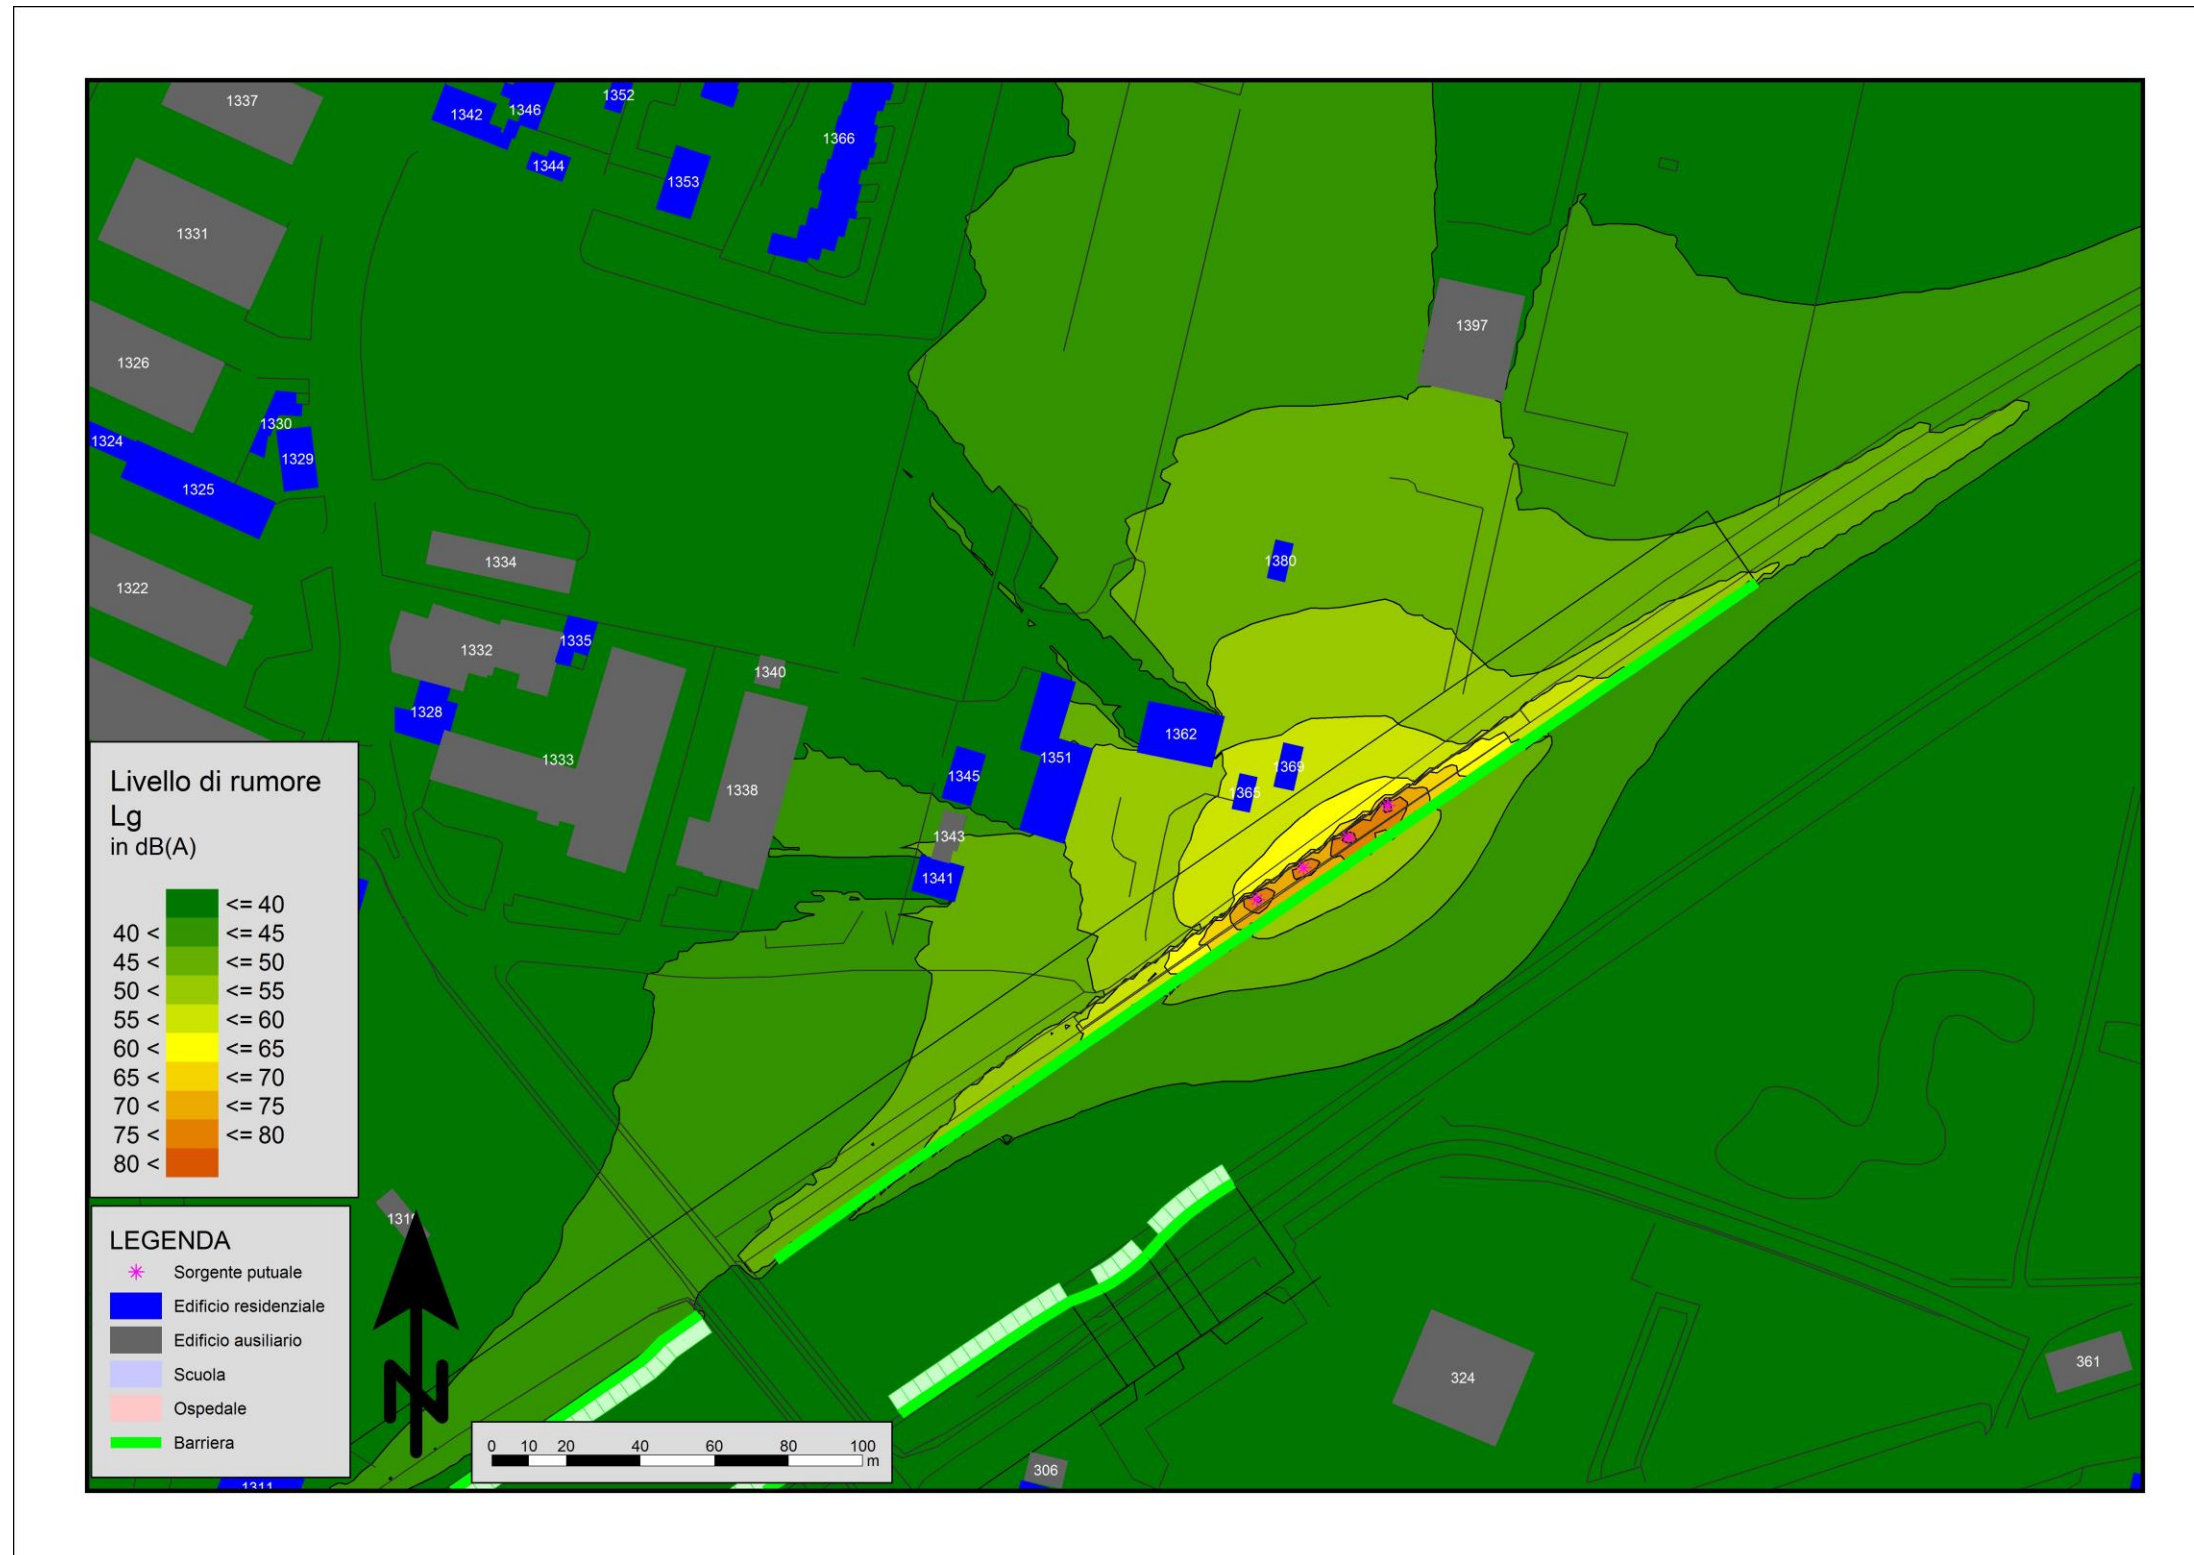 1337
1342
1346
1352
1366
1344
1353
1331
1397
1326
1330
1324
1329
1325
1380
1334
1322
1332
1335
1340
1328
1362
1351
1333
1345
1369
1338
1365
1343
1341
Livello di rumore
Lg
in dB(A)
<= 40
40 < <= 45
45 < <= 50
50 < <= 55
55 < <= 60
60 < <= 65
65 < <= 70
70 < <= 75
75 < <= 80
80 <
LEGENDA
Sorgente putuale
Edificio residenziale
Edificio ausiliario
Scuola
Ospedale
Barriera
N
0 10 20 40 60 80 100
m
324
361
306
1311